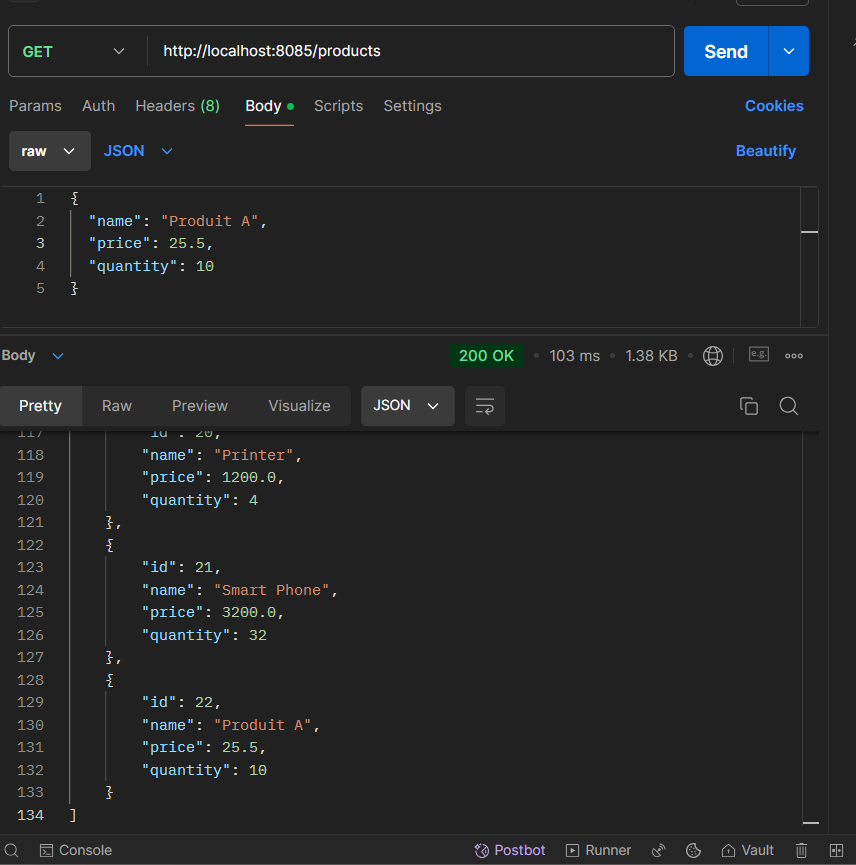 GET http://localhost:8085/products Send
Params Auth Headers (8) Body Scripts Settings Cookies
raw JSON Beautify
1 {
2 "name": "Produit A",
3 "price": 25.5,
4 "quantity": 10
5 }
Body 200 OK 103 ms 1.38 KB e.g.
Pretty Raw Preview Visualize JSON
117 "id": 20,
118 "name": "Printer",
119 "price": 1200.0,
120 "quantity": 4
121 },
122 {
123 "id": 21,
124 "name": "Smart Phone",
125 "price": 3200.0,
126 "quantity": 32
127 },
128 {
129 "id": 22,
130 "name": "Produit A",
131 "price": 25.5,
132 "quantity": 10
133 }
134 ]
Console Postbot Runner Vault